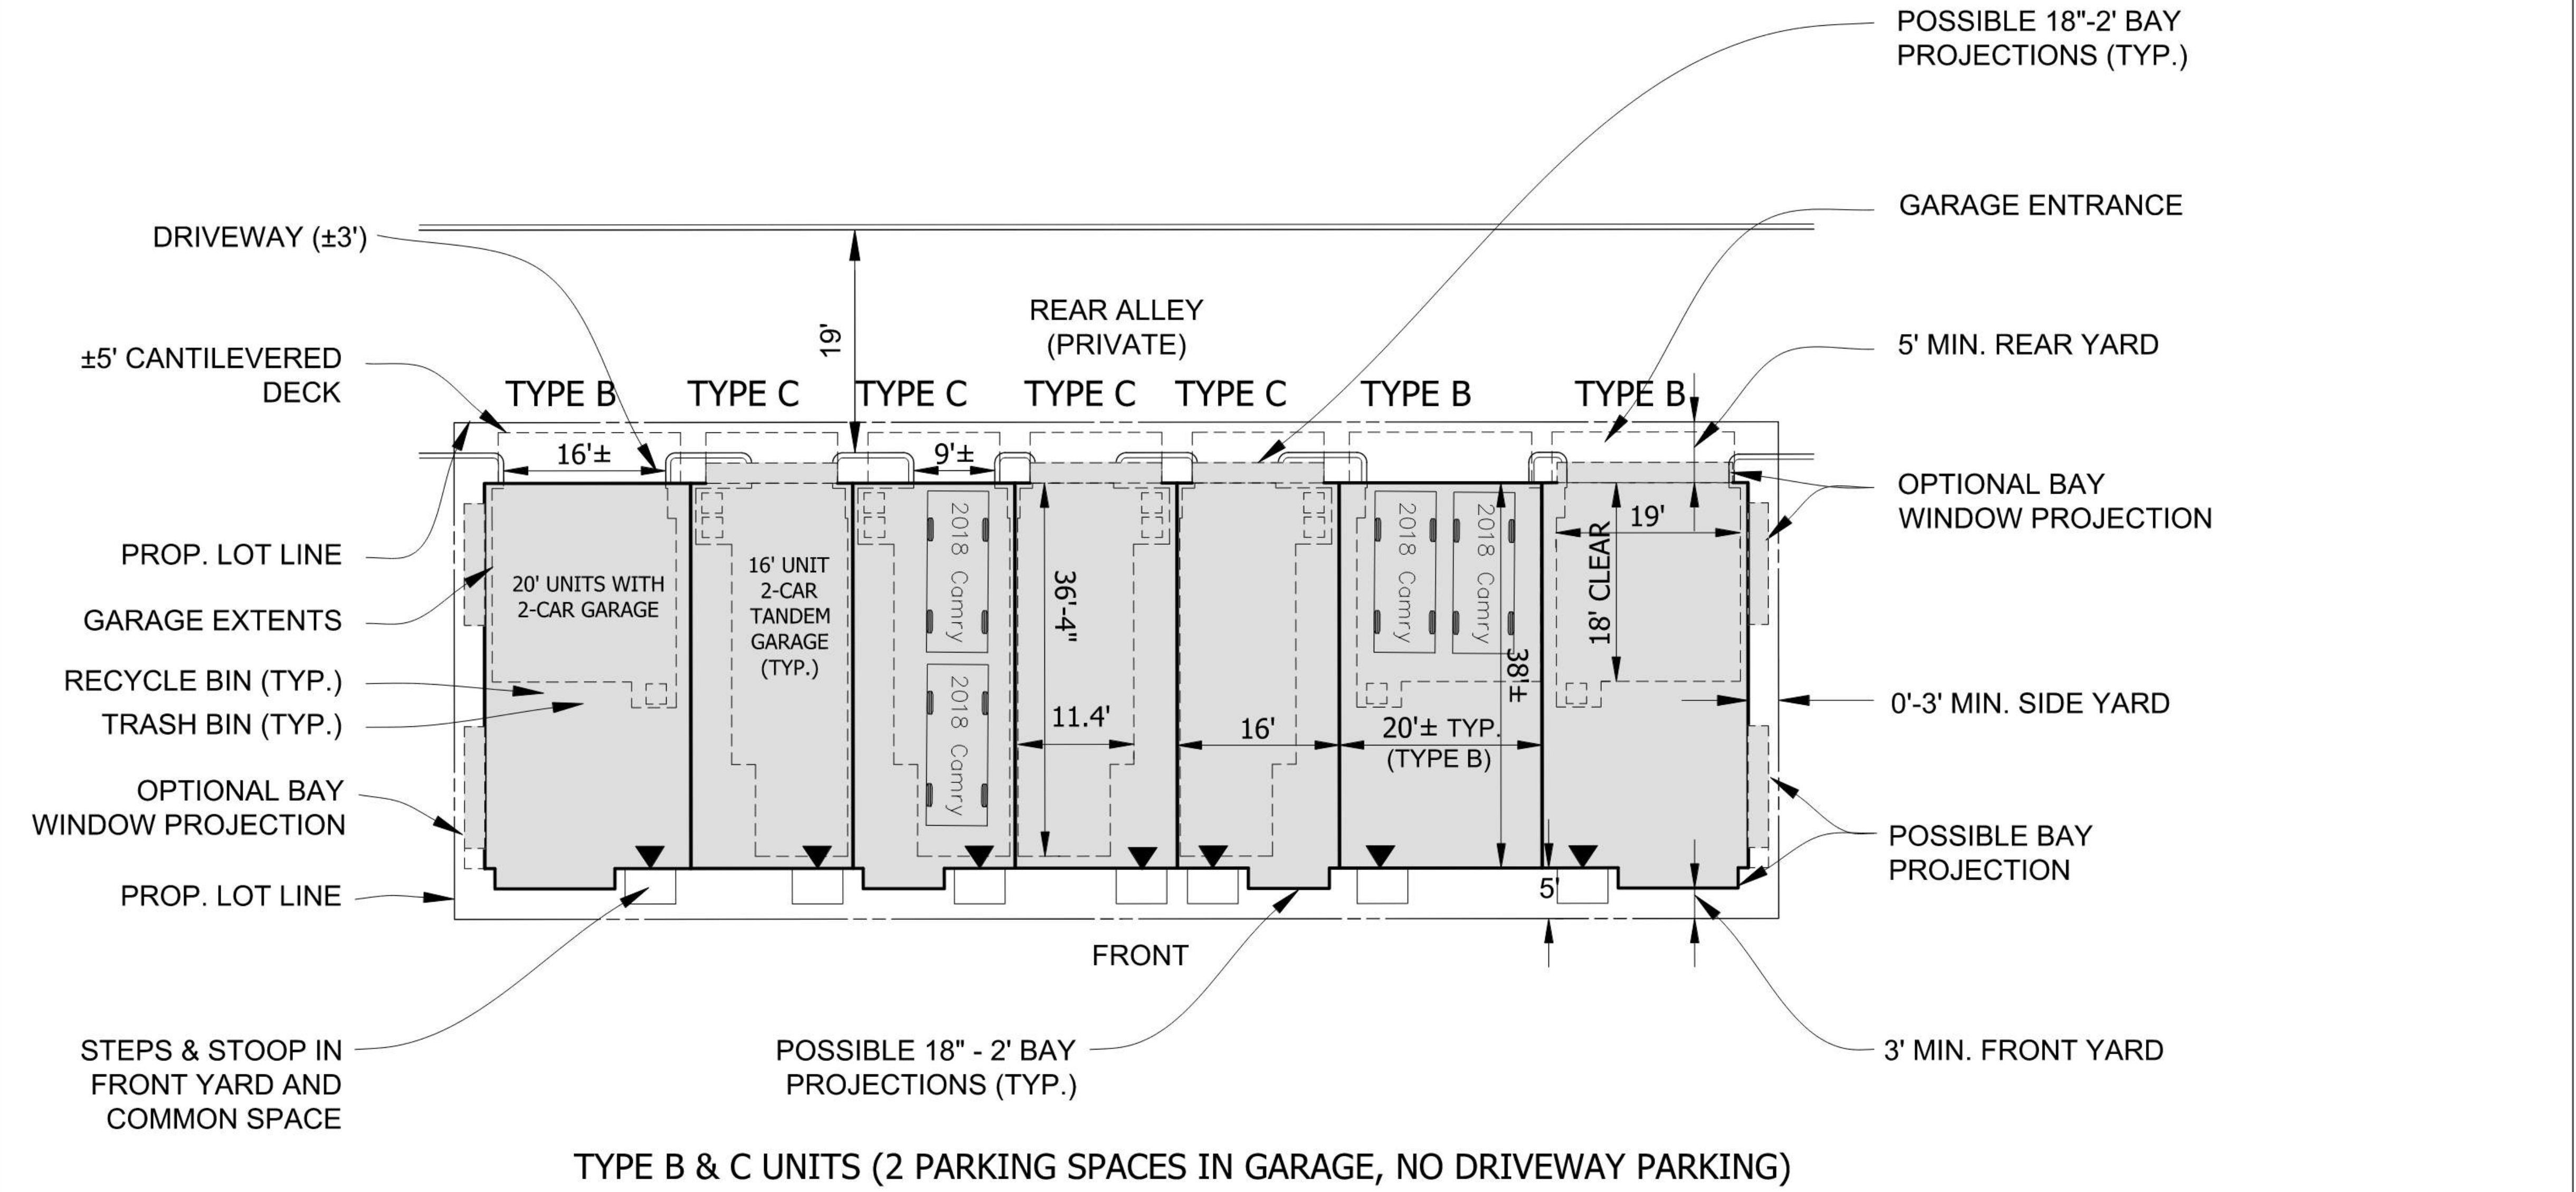 POSSIBLE 18"-2' BAY
PROJECTIONS (TYP.)
GARAGE ENTRANCE
DRIVEWAY (±3')
19'
REAR ALLEY
(PRIVATE)
5' MIN. REAR YARD
±5' CANTILEVERED
DECK
TYPE B
TYPE C
TYPE C
TYPE C
TYPE C
TYPE B
TYPE B
16'±
9'±
OPTIONAL BAY
WINDOW PROJECTION
PROP. LOT LINE
19'
18' CLEAR
2018 Camry
2018 Camry
2018 Camry
2018 Camry
20' UNITS WITH
2-CAR GARAGE
16' UNIT
2-CAR
TANDEM
GARAGE
(TYP.)
36'-4"
38'±
GARAGE EXTENTS
RECYCLE BIN (TYP.)
TRASH BIN (TYP.)
11.4'
16'
20'± TYP.
(TYPE B)
0'-3' MIN. SIDE YARD
OPTIONAL BAY
WINDOW PROJECTION
POSSIBLE BAY
PROJECTION
PROP. LOT LINE
5'
FRONT
STEPS & STOOP IN
FRONT YARD AND
COMMON SPACE
POSSIBLE 18" - 2' BAY
PROJECTIONS (TYP.)
3' MIN. FRONT YARD
TYPE B & C UNITS (2 PARKING SPACES IN GARAGE, NO DRIVEWAY PARKING)